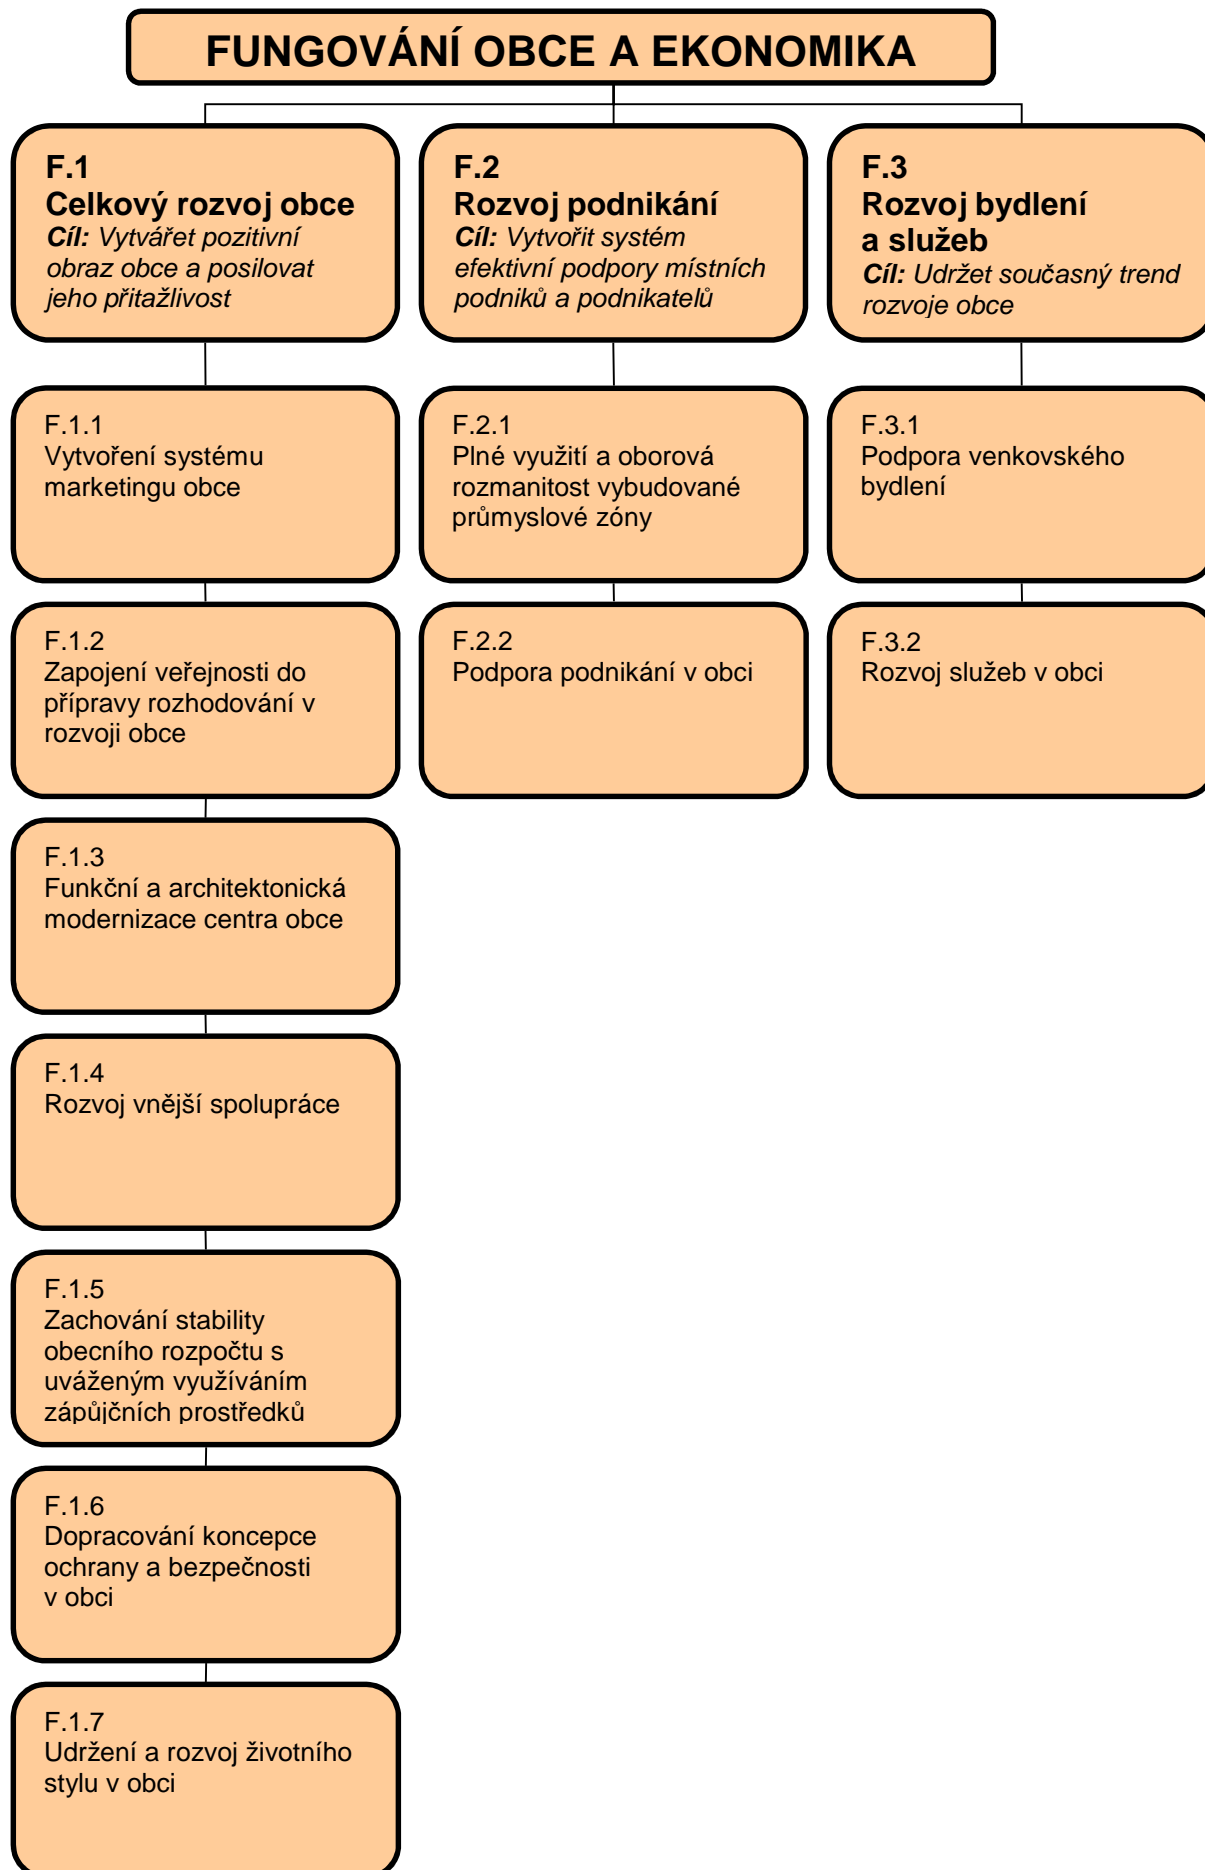 FUNGOVÁNÍ OBCE A EKONOMIKA
F.1
Celkový rozvoj obce
Cíl: Vytvářet pozitivní
obraz obce a posilovat
jeho přitažlivost
F.2
Rozvoj podnikání
Cíl: Vytvořit systém
efektivní podpory místních
podniků a podnikatelů
F.3
Rozvoj bydlení
a služeb
Cíl: Udržet současný trend
rozvoje obce
F.1.1
Vytvoření systému
marketingu obce
F.2.1
Plné využití a oborová
rozmanitost vybudované
průmyslové zóny
F.3.1
Podpora venkovského
bydlení
F.1.2
Zapojení veřejnosti do
přípravy rozhodování v
rozvoji obce
F.2.2
Podpora podnikání v obci
F.3.2
Rozvoj služeb v obci
F.1.3
Funkční a architektonická
modernizace centra obce
F.1.4
Rozvoj vnější spolupráce
F.1.5
Zachování stability
obecního rozpočtu s
uváženým využíváním
zápůjčních prostředků
F.1.6
Dopracování koncepce
ochrany a bezpečnosti
v obci
F.1.7
Udržení a rozvoj životního
stylu v obci